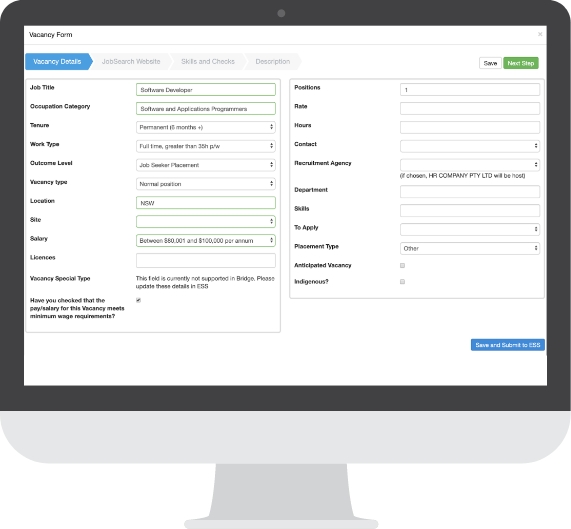 Vacancy Form
×
Vacancy Details
JobSearch Website
Skills and Checks
Description
Save
Next Step
Job Title
Software Developer
Occupation Category
Software and Applications Programmers
Tenure
Permanent (6 months +)
Work Type
Full time, greater than 35h p/w
Outcome Level
Job Seeker Placement
Vacancy type
Normal position
Location
NSW
Site
Salary
Between $80,001 and $100,000 per annum
Licences
Vacancy Special Type
This field is currently not supported in Bridge. Please
update these details in ESS
Have you checked that the
pay/salary for this Vacancy meets
minimum wage requirements?
Positions
1
Rate
Hours
Contact
Recruitment Agency
(If chosen, HR COMPANY PTY LTD will be host)
Department
Skills
To Apply
Placement Type
Other
Anticipated Vacancy
Indigenous?
Save and Submit to ESS